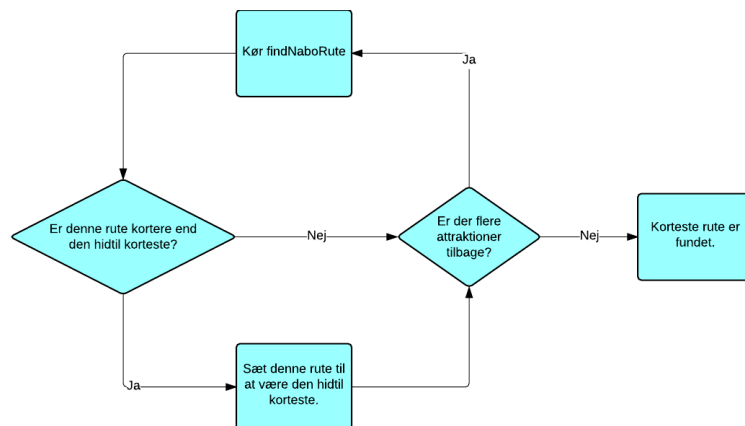 Kør findNaboRute
Ja
Er denne rute kortere end
den hidtil korteste?
Nej
Er der flere
attraktioner
tilbage?
Nej
Korteste rute er
fundet.
Ja
Sæt denne rute til
at være den hidtil
korteste.